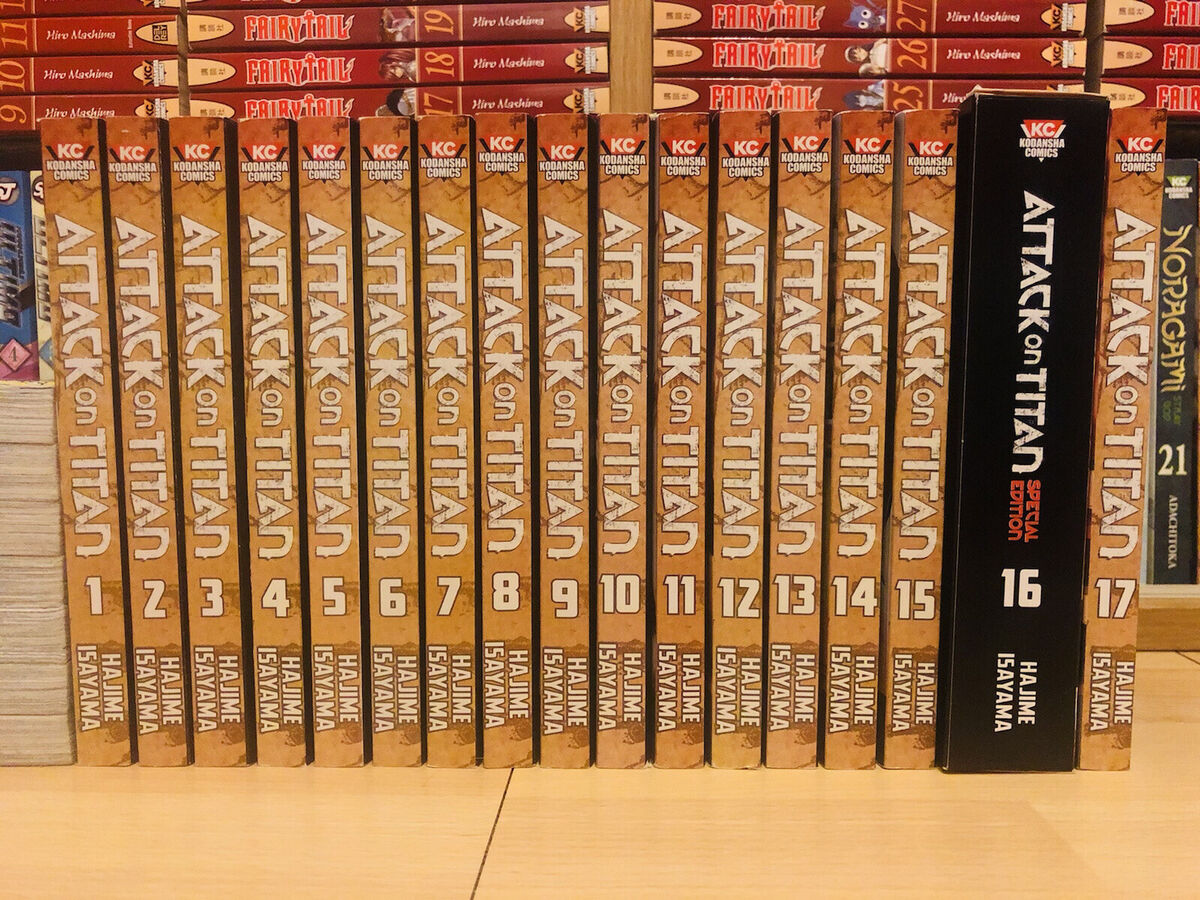 11 Hiro Mashima
FAIRY TAIL 19 Hiro Mashima
FAIRY TAIL 27 Hiro Mashima
10 Hiro Mashima KC
FAIRY TAIL 18 Hiro Mashima KC
FAIRY TAIL 26 Hiro Mashima KC
FAIRY
9 Hiro Mashima
FAIRY TAIL 17 Hiro Mashima
FAIRY TAIL 25 Hiro Mashima
FAIRY
4
KC KODANSHA COMICS ATTACK on TITAN 1 HAJIME ISAYAMA
KC KODANSHA COMICS ATTACK on TITAN 2 HAJIME ISAYAMA
KC KODANSHA COMICS ATTACK on TITAN 3 HAJIME ISAYAMA
KC KODANSHA COMICS ATTACK on TITAN 4 HAJIME ISAYAMA
KC KODANSHA COMICS ATTACK on TITAN 5 HAJIME ISAYAMA
KC KODANSHA COMICS ATTACK on TITAN 6 HAJIME ISAYAMA
KC KODANSHA COMICS ATTACK on TITAN 7 HAJIME ISAYAMA
KC KODANSHA COMICS ATTACK on TITAN 8 HAJIME ISAYAMA
KC KODANSHA COMICS ATTACK on TITAN 9 HAJIME ISAYAMA
KC KODANSHA COMICS ATTACK on TITAN 10 HAJIME ISAYAMA
KC KODANSHA COMICS ATTACK on TITAN 11 HAJIME ISAYAMA
KC KODANSHA COMICS ATTACK on TITAN 12 HAJIME ISAYAMA
KC KODANSHA COMICS ATTACK on TITAN 13 HAJIME ISAYAMA
KC KODANSHA COMICS ATTACK on TITAN 14 HAJIME ISAYAMA
KC KODANSHA COMICS ATTACK on TITAN 15 HAJIME ISAYAMA
KC KODANSHA COMICS ATTACK on TITAN SPECIAL EDITION 16 HAJIME ISAYAMA
KC KODANSHA COMICS ATTACK on TITAN 17 HAJIME ISAYAMA
KC KODANSHA COMICS NORAGAMI STRAY GOD 21 ADACHITOKA